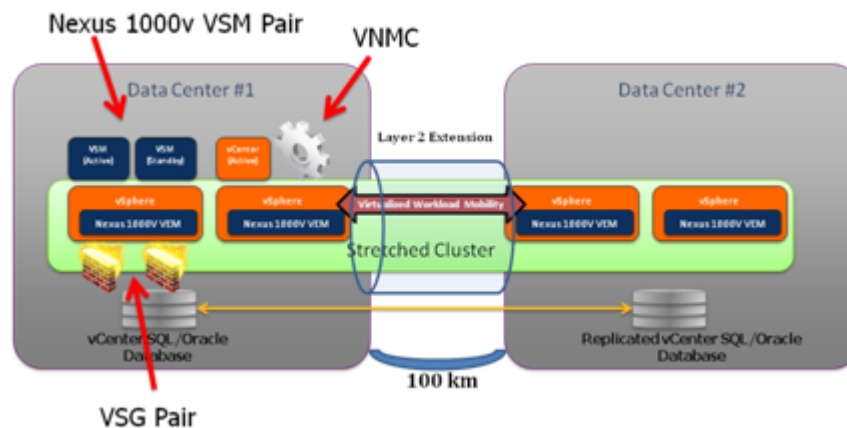 Nexus 1000v VSM Pair
VNMC
Data Center #1
Data Center #2
Layer 2 Extension
VSM
(Active)
VSM
(Standby)
vCenter
(Active)
vSphere
vSphere
vSphere
vSphere
Virtualized Workload Mobility
Nexus 1000V VEM
Nexus 1000V VEM
Nexus 1000V VEM
Nexus 1000V VEM
Stretched Cluster
vCenter SQL/Oracle
Database
Replicated vCenter SQL/Oracle
Database
100 km
VSG Pair